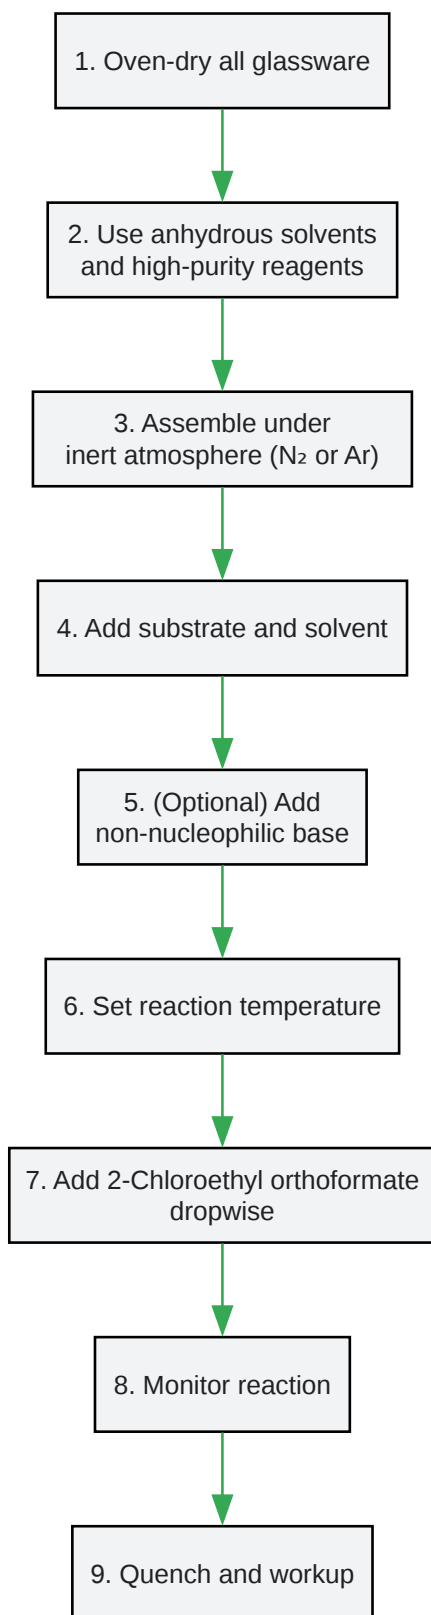 1. Oven-dry all glassware
2. Use anhydrous solvents
and high-purity reagents
3. Assemble under
inert atmosphere (N₂ or Ar)
4. Add substrate and solvent
5. (Optional) Add
non-nucleophilic base
6. Set reaction temperature
7. Add 2-Chloroethyl orthoformate
dropwise
8. Monitor reaction
9. Quench and workup